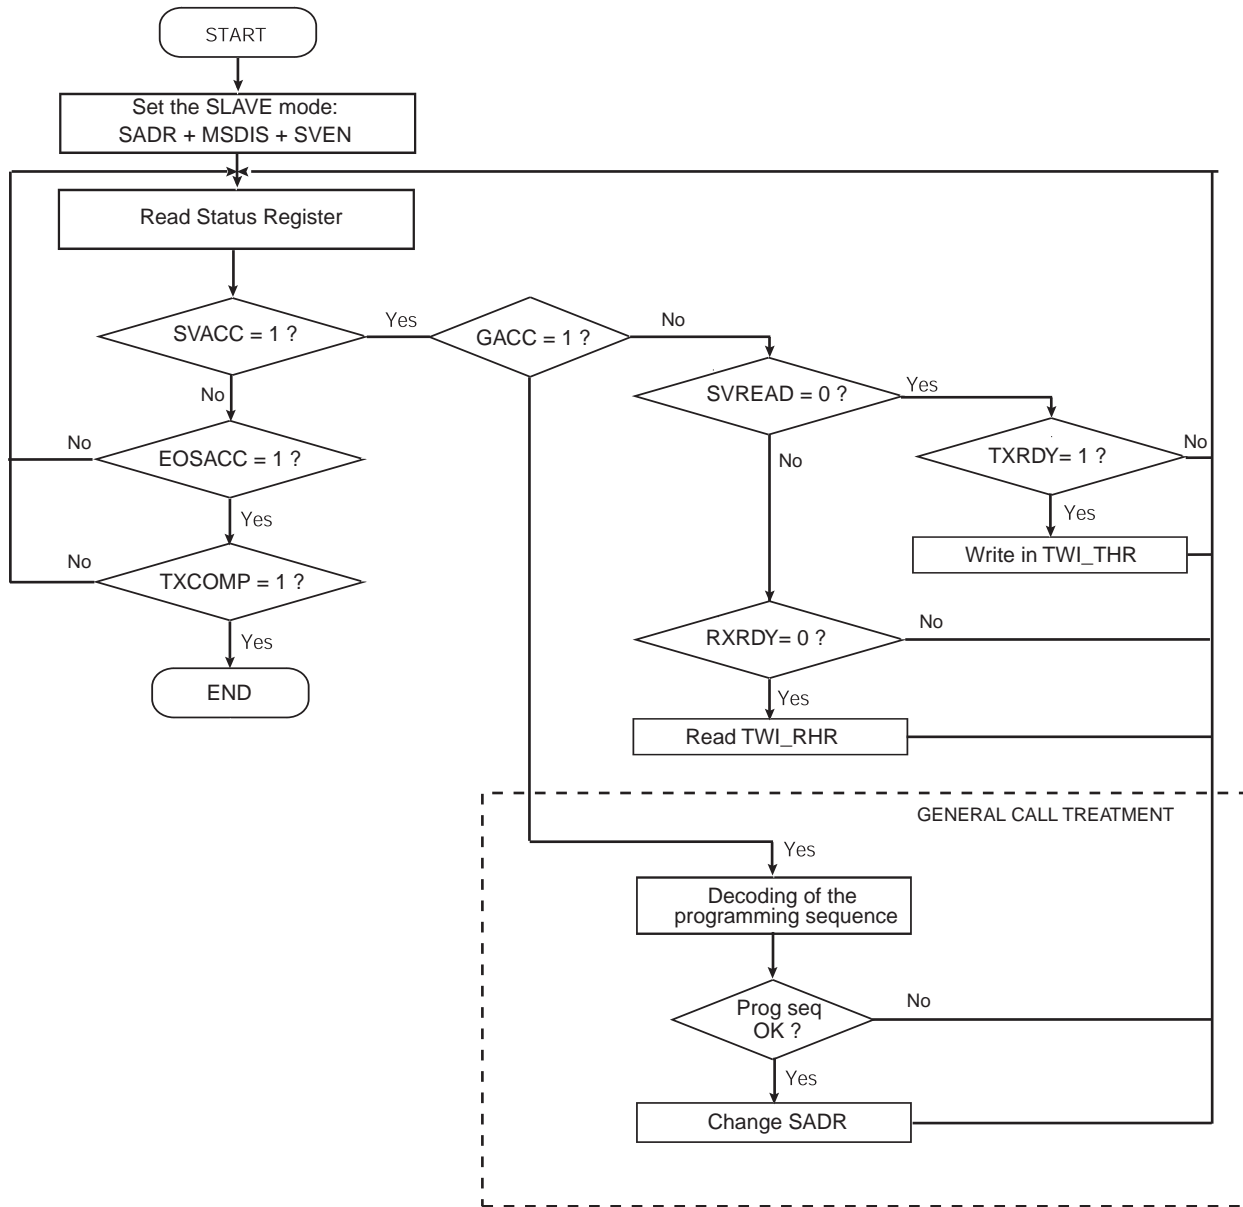 START
Set the SLAVE mode:
SADR + MSDIS + SVEN
Read Status Register
SVACC = 1 ?
Yes
GACC = 1 ?
No
SVREAD = 0 ?
Yes
No
TXRDY= 1 ?
No
No
EOSACC = 1 ?
No
Yes
Yes
Write in TWI_THR
No
TXCOMP = 1 ?
RXRDY= 0 ?
No
Yes
END
Yes
Read TWI_RHR
GENERAL CALL TREATMENT
Yes
Decoding of the
programming sequence
Prog seq
OK ?
No
Yes
Change SADR